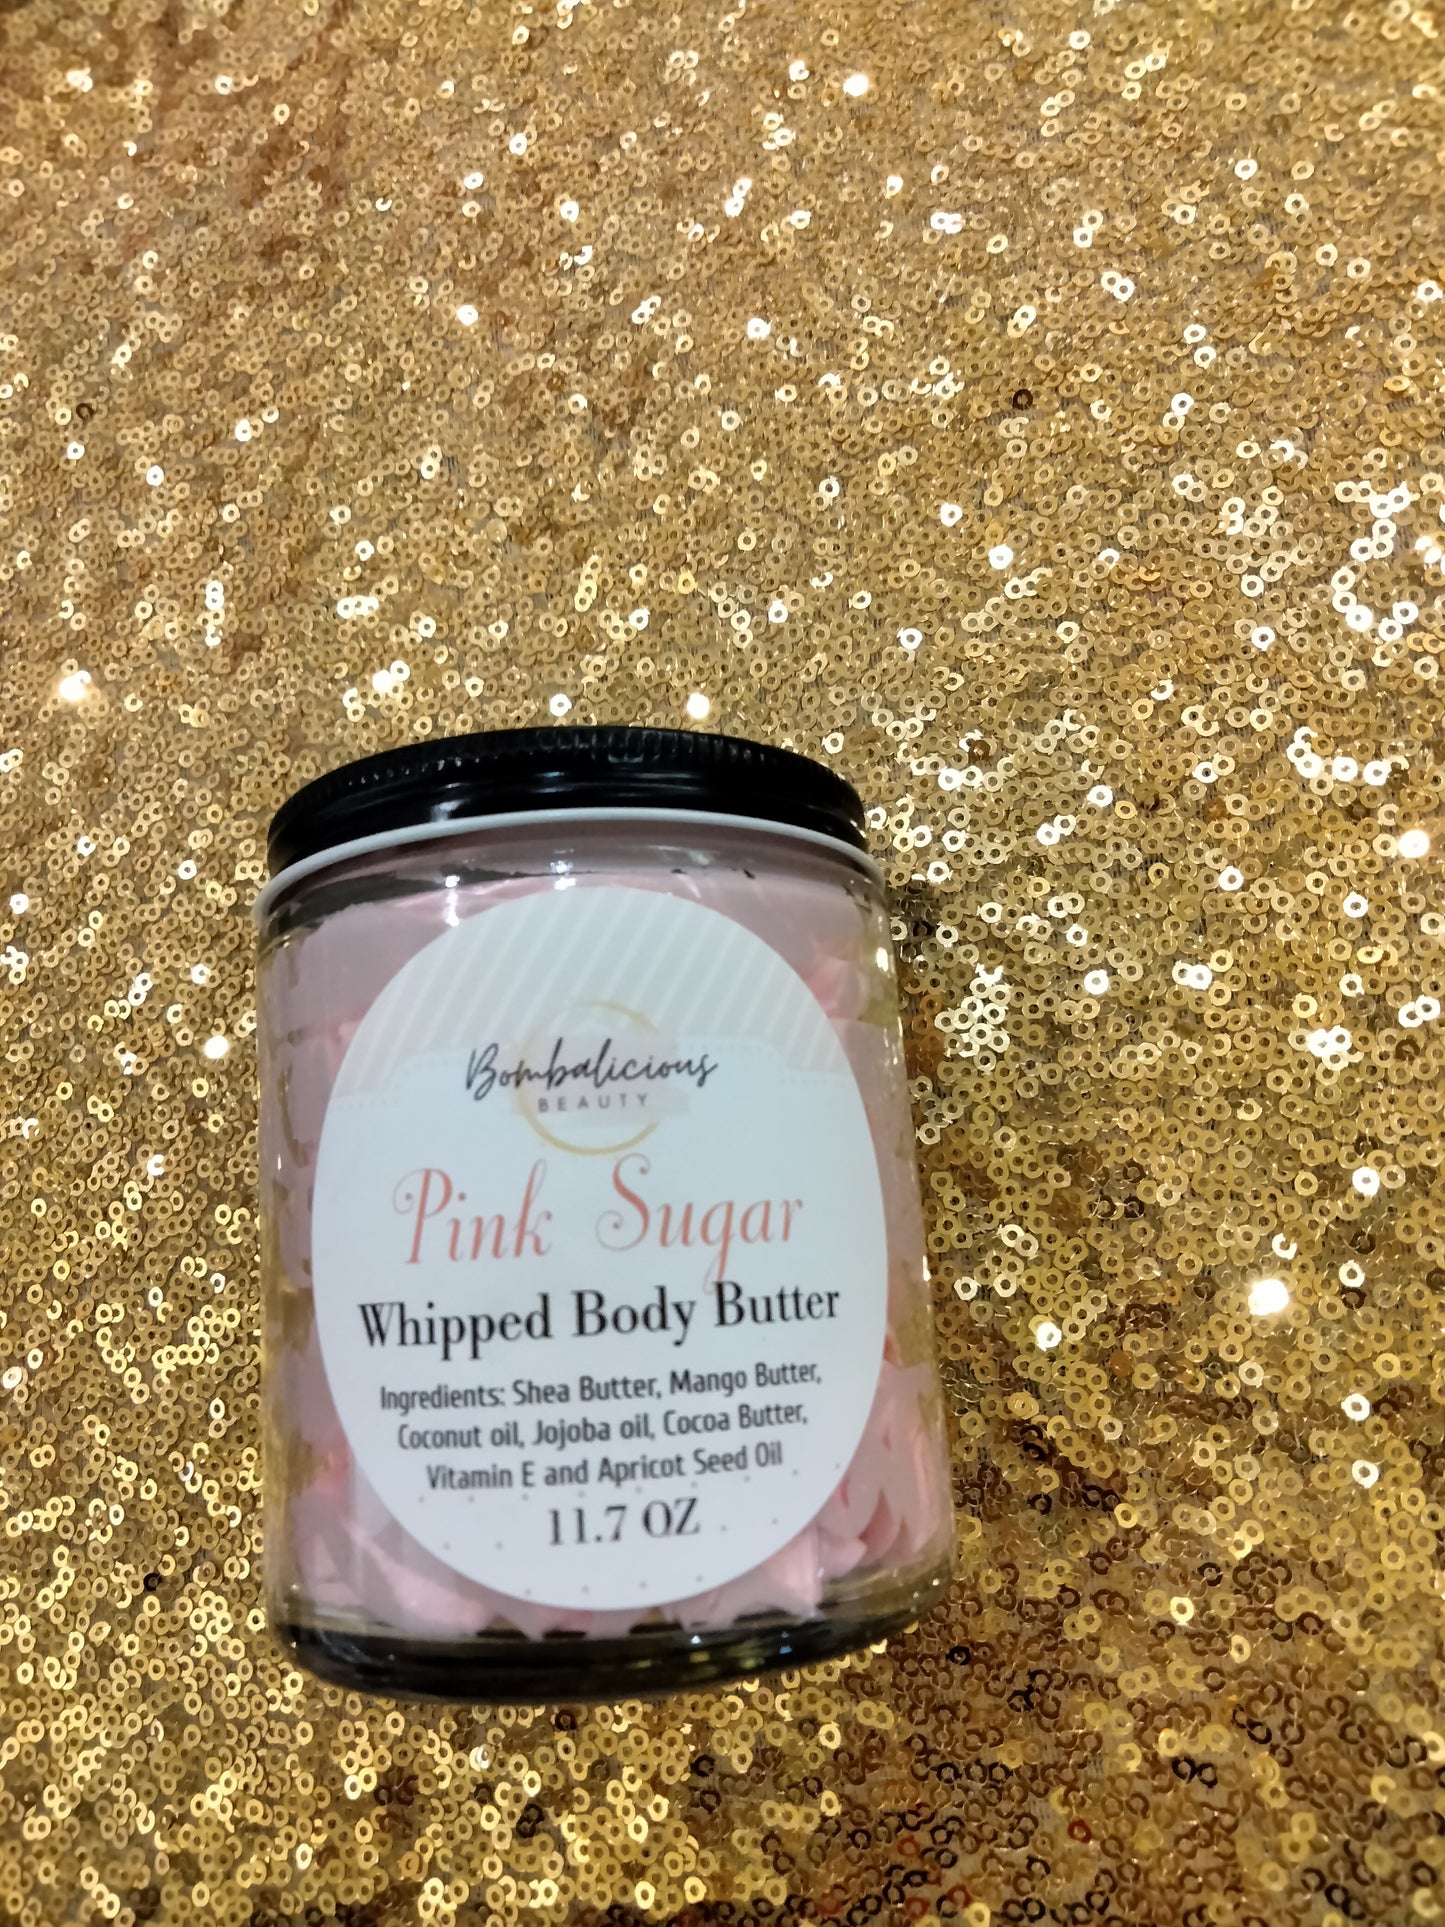 Bombalicious
BEAUTY
Pink Sugar
Whipped Body Butter
Ingredients: Shea Butter, Mango Butter,
Coconut oil, Jojoba oil, Cocoa Butter,
Vitamin E and Apricot Seed Oil
11.7 OZ